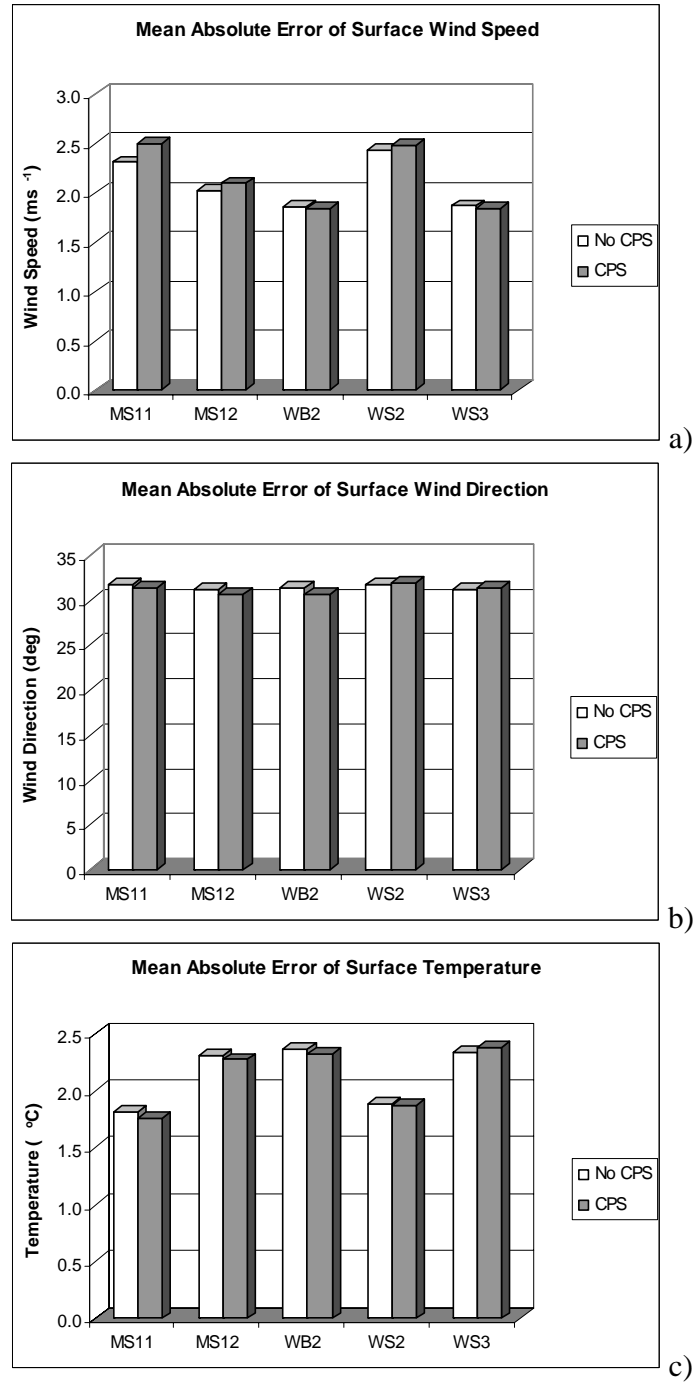 Mean Absolute Error of Surface Wind Speed
Wind Speed (ms ⁻¹)
3.0
2.5
2.0
1.5
1.0
0.5
0.0
MS11 MS12 WB2 WS2 WS3
No CPS
CPS
a)
Mean Absolute Error of Surface Wind Direction
Wind Direction (deg)
35
30
25
20
15
10
5
0
MS11 MS12 WB2 WS2 WS3
No CPS
CPS
b)
Mean Absolute Error of Surface Temperature
Temperature ( °C)
2.5
2.0
1.5
1.0
0.5
0.0
MS11 MS12 WB2 WS2 WS3
No CPS
CPS
c)